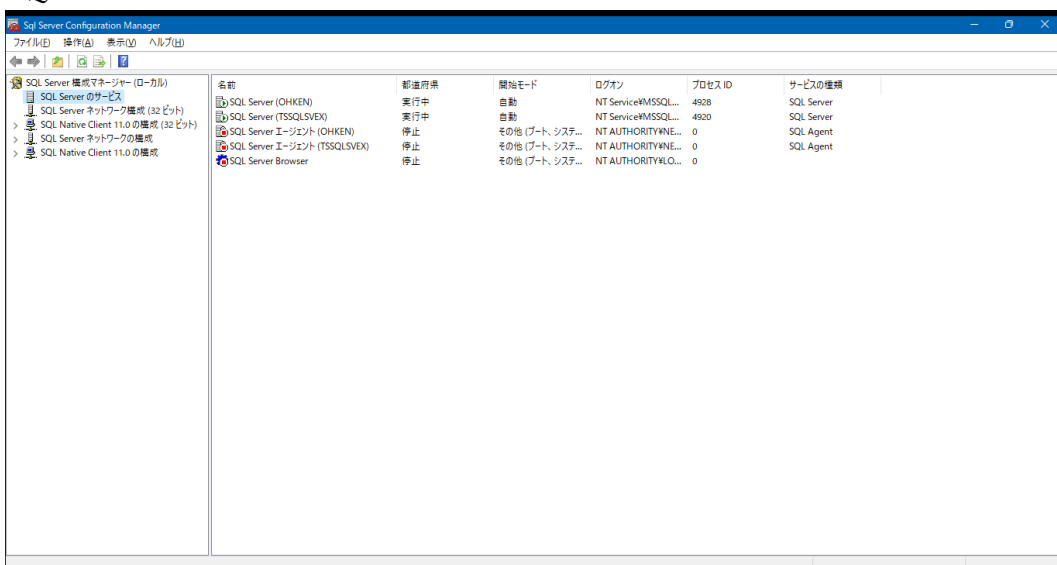 Sql Server Configuration Manager
ファイル(F) 操作(A) 表示(V) ヘルプ(H)
SQL Server 構成マネージャー (ローカル)
SQL Server のサービス
SQL Server ネットワーク構成 (32 ビット)
SQL Native Client 11.0 の構成 (32 ビット)
SQL Server ネットワークの構成
SQL Native Client 11.0 の構成
名前 都道府県 開始モード ログオン プロセス ID サービスの種類
SQL Server (OHKEN) 実行中 自動 NT Service¥MSSQL... 4928 SQL Server
SQL Server (TSSQLSVEX) 実行中 自動 NT Service¥MSSQL... 4920 SQL Server
SQL Server エージェント (OHKEN) 停止 その他 (ブート、システ... NT AUTHORITY¥NE... 0 SQL Agent
SQL Server エージェント (TSSQLSVEX) 停止 その他 (ブート、システ... NT AUTHORITY¥NE... 0 SQL Agent
SQL Server Browser 停止 その他 (ブート、システ... NT AUTHORITY¥LO... 0